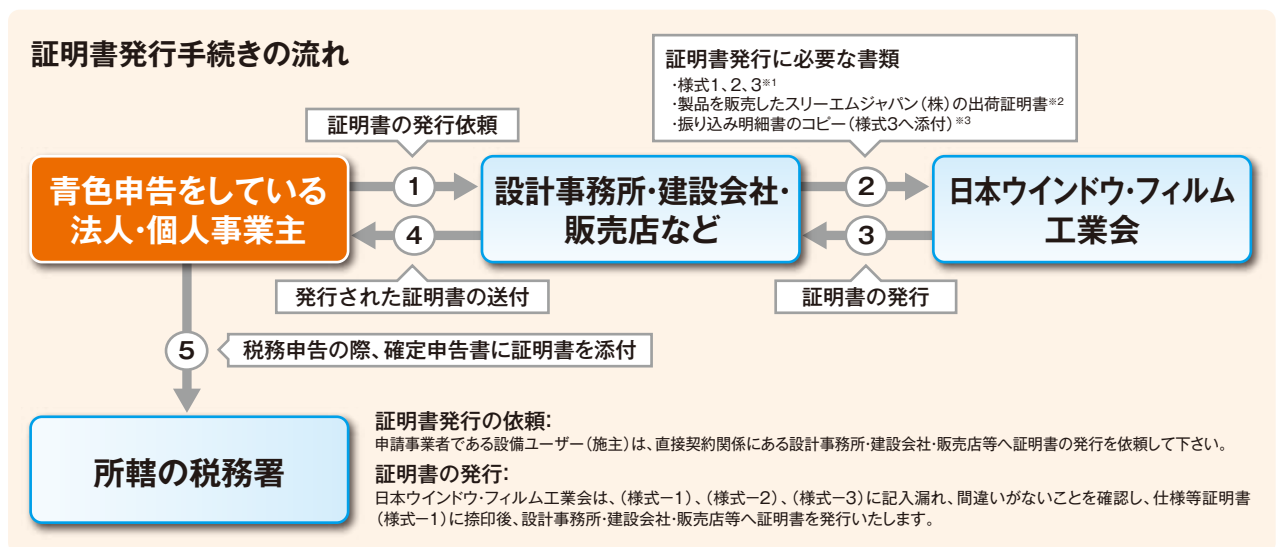 証明書発行手続きの流れ
証明書発行に必要な書類
・様式1、2、3※1
・製品を販売したスリーエムジャパン(株)の出荷証明書※2
・振り込み明細書のコピー(様式3へ添付)※3
証明書の発行依頼
青色申告をしている
法人・個人事業主
1
設計事務所・建設会社・
販売店など
2
日本ウインドウ・フィルム
工業会
4
3
発行された証明書の送付
証明書の発行
5
税務申告の際、確定申告書に証明書を添付
所轄の税務署
証明書発行の依頼:
申請事業者である設備ユーザー(施主)は、直接契約関係にある設計事務所・建設会社・販売店等へ証明書の発行を依頼して下さい。
証明書の発行:
日本ウインドウ・フィルム工業会は、(様式ー1)、(様式ー2)、(様式ー3)に記入漏れ、間違いがないことを確認し、仕様等証明書
(様式ー1)に捺印後、設計事務所・建設会社・販売店等へ証明書を発行いたします。